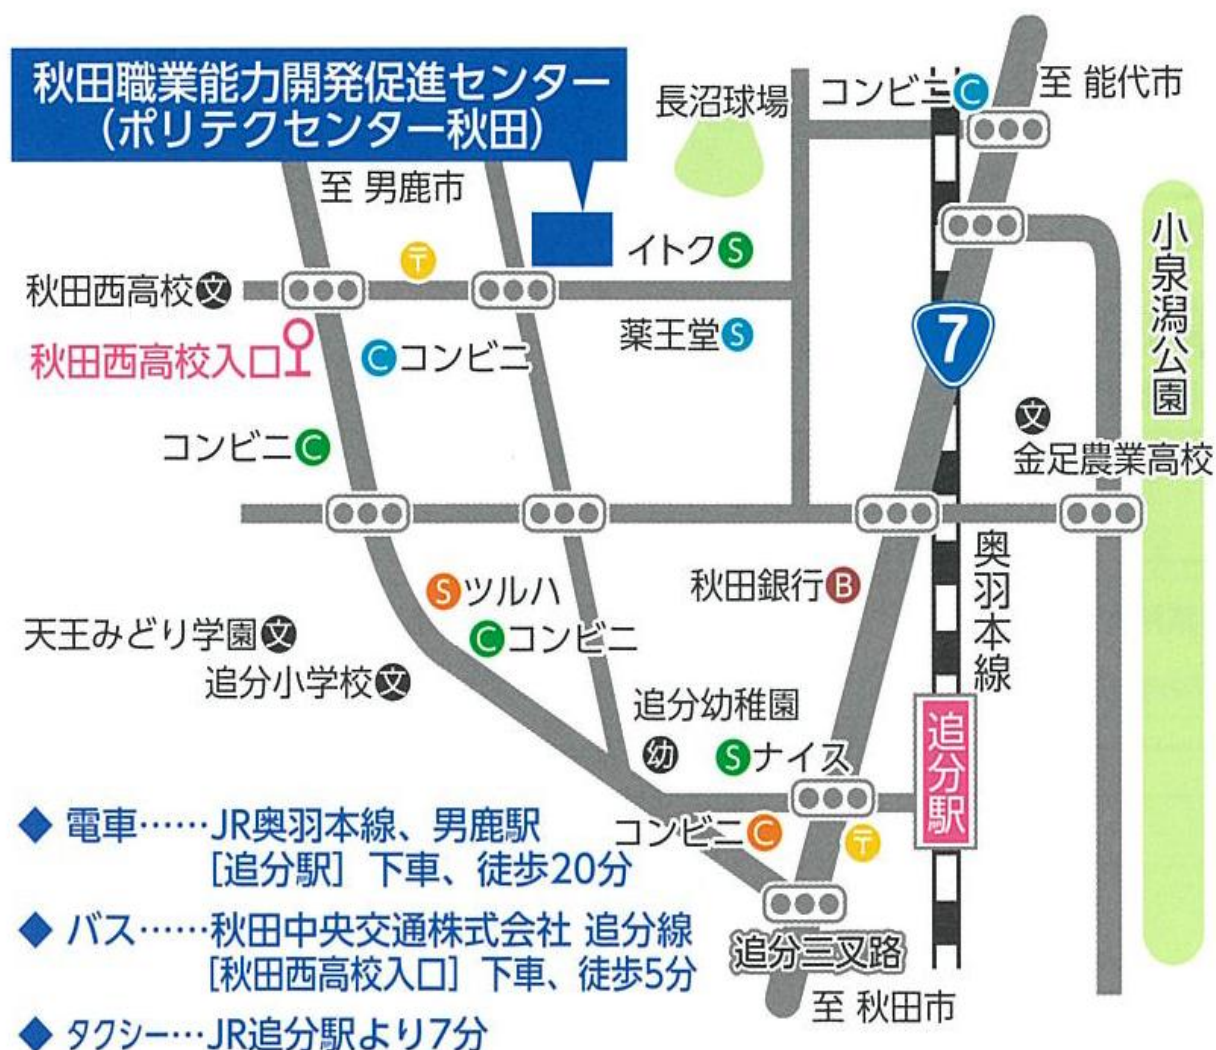 秋田職業能力開発促進センター
(ポリテクセンター秋田)
長沼球場
コンビニ C
至 能代市
至 男鹿市
〒
イトク S
秋田西高校 文
秋田西高校入口
C コンビニ
薬王堂 S
7
小泉潟公園
コンビニ C
文
金足農業高校
奥羽本線
S ツルハ
C コンビニ
秋田銀行 B
天王みどり学園 文
追分小学校 文
追分幼稚園
幼
S ナイス
追分駅
コンビニ C
〒
追分三叉路
至 秋田市
◆ 電車……JR奥羽本線、男鹿駅
[追分駅] 下車、徒歩20分
◆ バス……秋田中央交通株式会社 追分線
[秋田西高校入口] 下車、徒歩5分
◆ タクシー…JR追分駅より7分